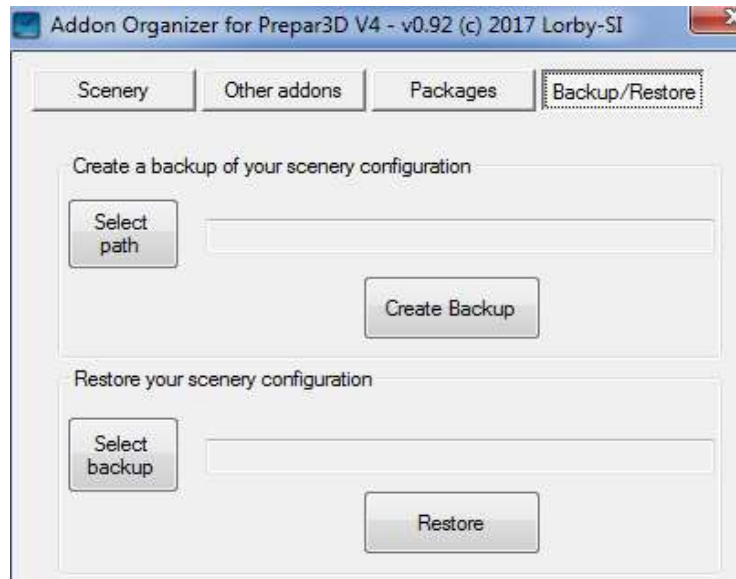 Addon Organizer for Prepar3D V4 - v0.92 (c) 2017 Lorby-SI
Scenery Other addons Packages Backup/Restore
Create a backup of your scenery configuration
Select
path
Create Backup
Restore your scenery configuration
Select
backup
Restore